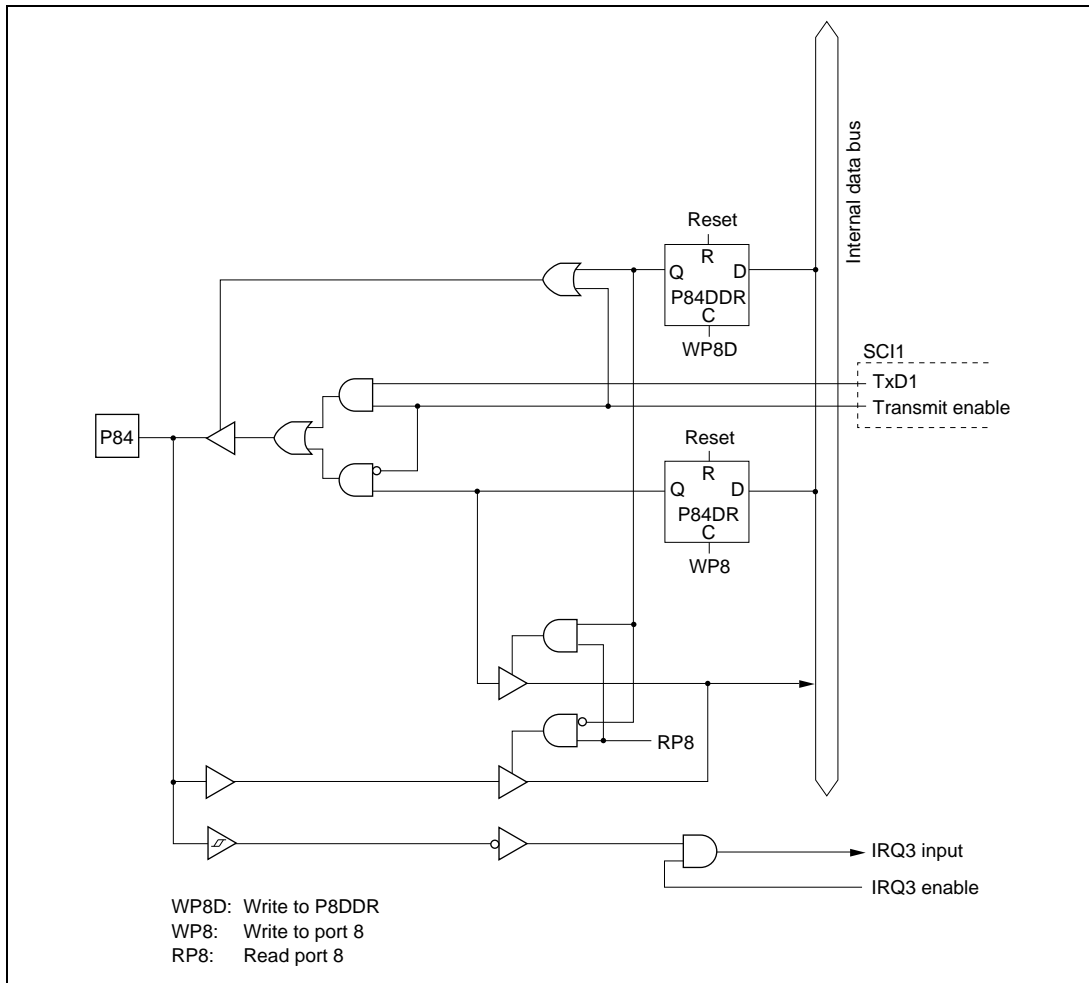 Internal data bus
Reset
R
Q D
P84DDR
C
WP8D
SCI1
TxD1
Transmit enable
P84
Reset
R
Q D
P84DR
C
WP8
RP8
IRQ3 input
IRQ3 enable
WP8D: Write to P8DDR
WP8: Write to port 8
RP8: Read port 8